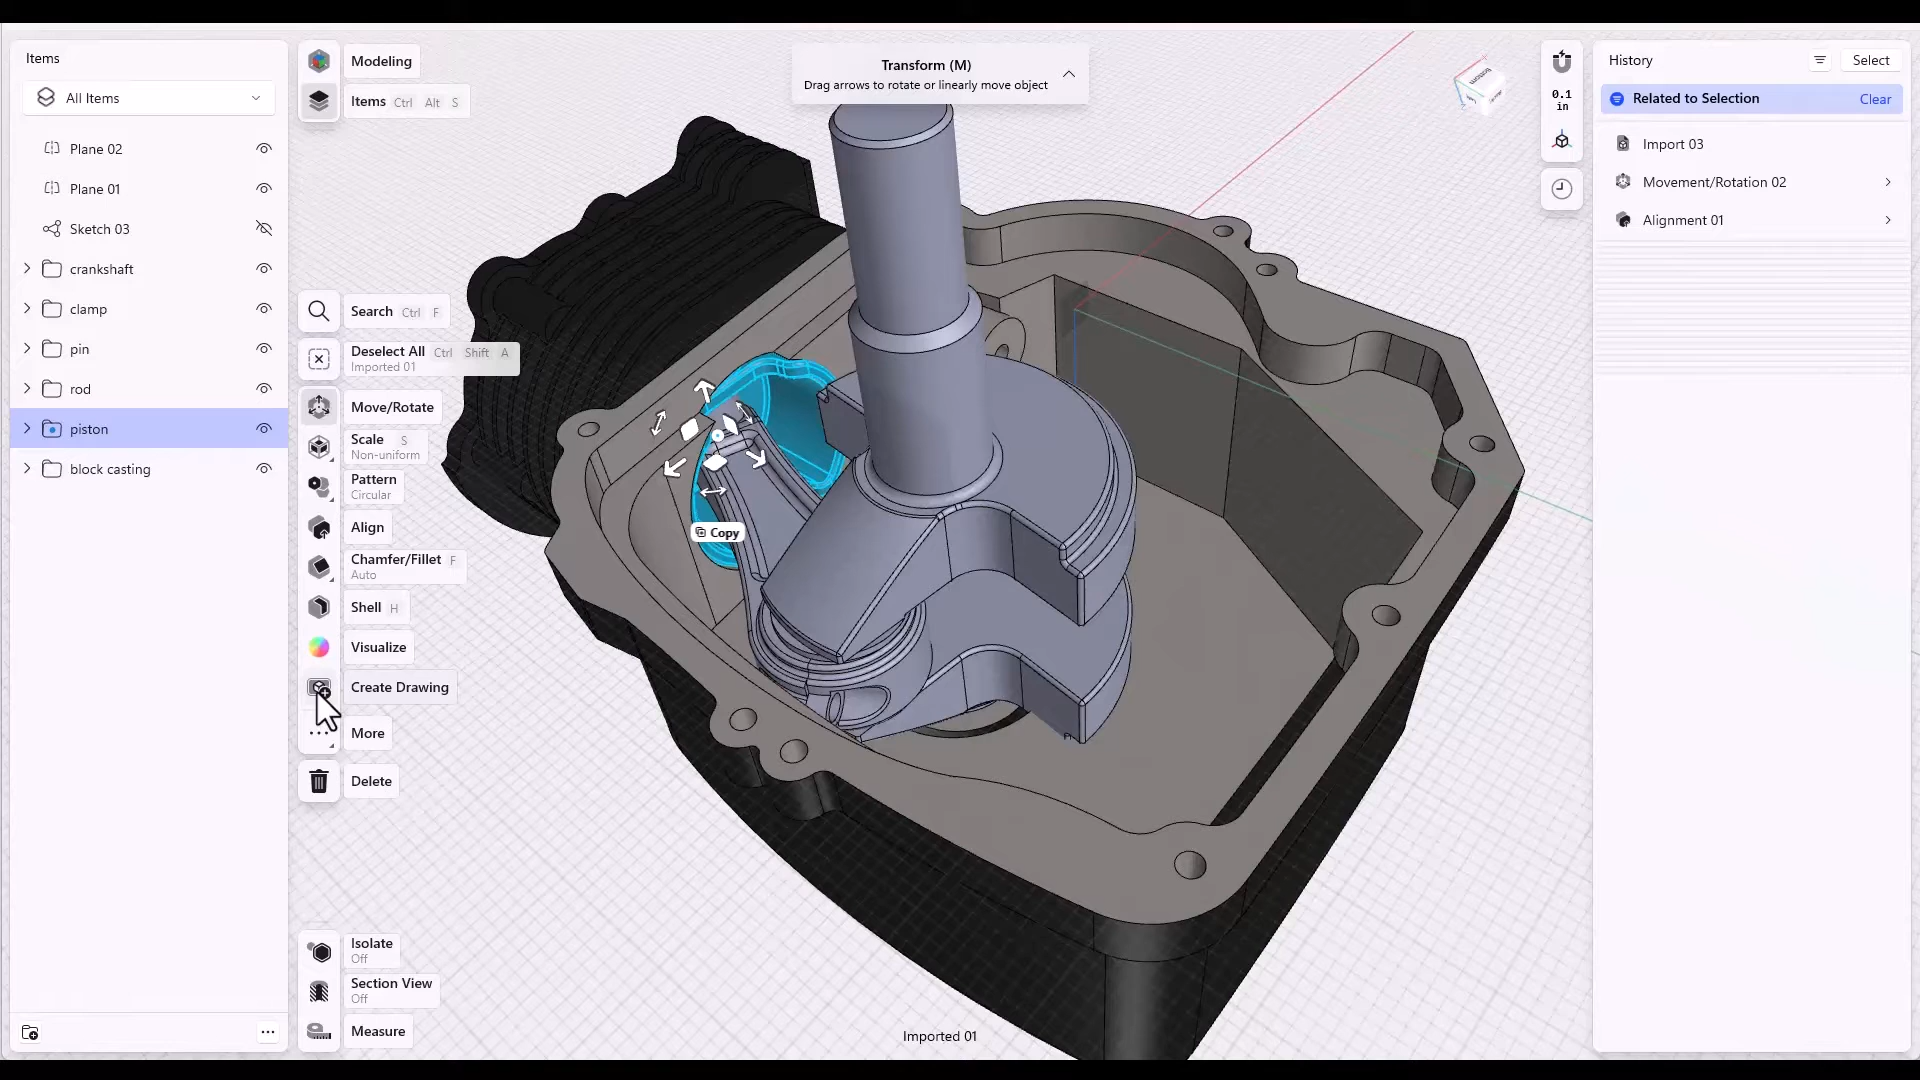 Items
All Items
Plane 02
Plane 01
Sketch 03
crankshaft
clamp
pin
rod
piston
block casting
Modeling
Items Ctrl Alt S
Search Ctrl F
Deselect All Ctrl Shift A
Imported 01
Move/Rotate
Scale S
Non-uniform
Pattern
Circular
Align
Chamfer/Fillet F
Auto
Shell H
Visualize
Create Drawing
More
Delete
Isolate
Off
Section View
Off
Measure
Transform (M)
Drag arrows to rotate or linearly move object
Copy
Imported 01
Bottom
0.1
in
History
Select
Related to Selection Clear
Import 03
Movement/Rotation 02
Alignment 01